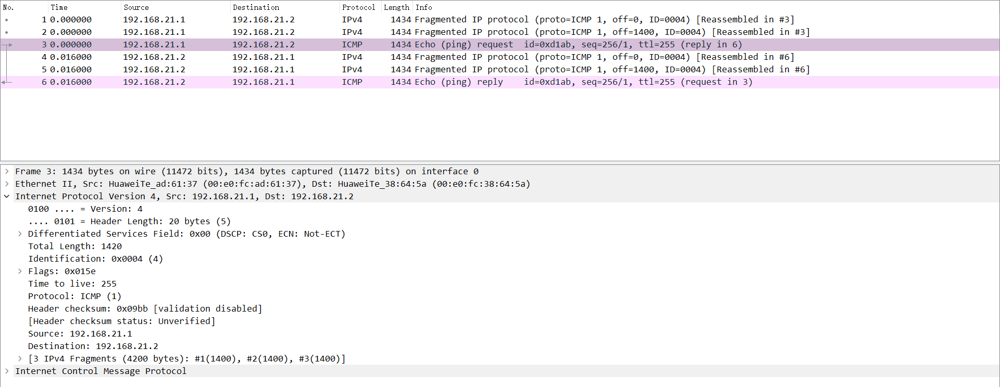 No. Time Source Destination Protocol Length Info
1 0.000000 192.168.21.1 192.168.21.2 IPv4 1434 Fragmented IP protocol (proto=ICMP 1, off=0, ID=0004) [Reassembled in #3]
2 0.000000 192.168.21.1 192.168.21.2 IPv4 1434 Fragmented IP protocol (proto=ICMP 1, off=1400, ID=0004) [Reassembled in #3]
3 0.000000 192.168.21.1 192.168.21.2 ICMP 1434 Echo (ping) request id=0xd1ab, seq=256/1, ttl=255 (reply in 6)
4 0.016000 192.168.21.2 192.168.21.1 IPv4 1434 Fragmented IP protocol (proto=ICMP 1, off=0, ID=0004) [Reassembled in #6]
5 0.016000 192.168.21.2 192.168.21.1 IPv4 1434 Fragmented IP protocol (proto=ICMP 1, off=1400, ID=0004) [Reassembled in #6]
6 0.016000 192.168.21.2 192.168.21.1 ICMP 1434 Echo (ping) reply id=0xd1ab, seq=256/1, ttl=255 (request in 3)
Frame 3: 1434 bytes on wire (11472 bits), 1434 bytes captured (11472 bits) on interface 0
Ethernet II, Src: HuaweiTe_ad:61:37 (00:e0:fc:ad:61:37), Dst: HuaweiTe_38:64:5a (00:e0:fc:38:64:5a)
Internet Protocol Version 4, Src: 192.168.21.1, Dst: 192.168.21.2
0100 .... = Version: 4
.... 0101 = Header Length: 20 bytes (5)
Differentiated Services Field: 0x00 (DSCP: CS0, ECN: Not-ECT)
Total Length: 1420
Identification: 0x0004 (4)
Flags: 0x015e
Time to live: 255
Protocol: ICMP (1)
Header checksum: 0x09bb [validation disabled]
[Header checksum status: Unverified]
Source: 192.168.21.1
Destination: 192.168.21.2
[3 IPv4 Fragments (4200 bytes): #1(1400), #2(1400), #3(1400)]
Internet Control Message Protocol